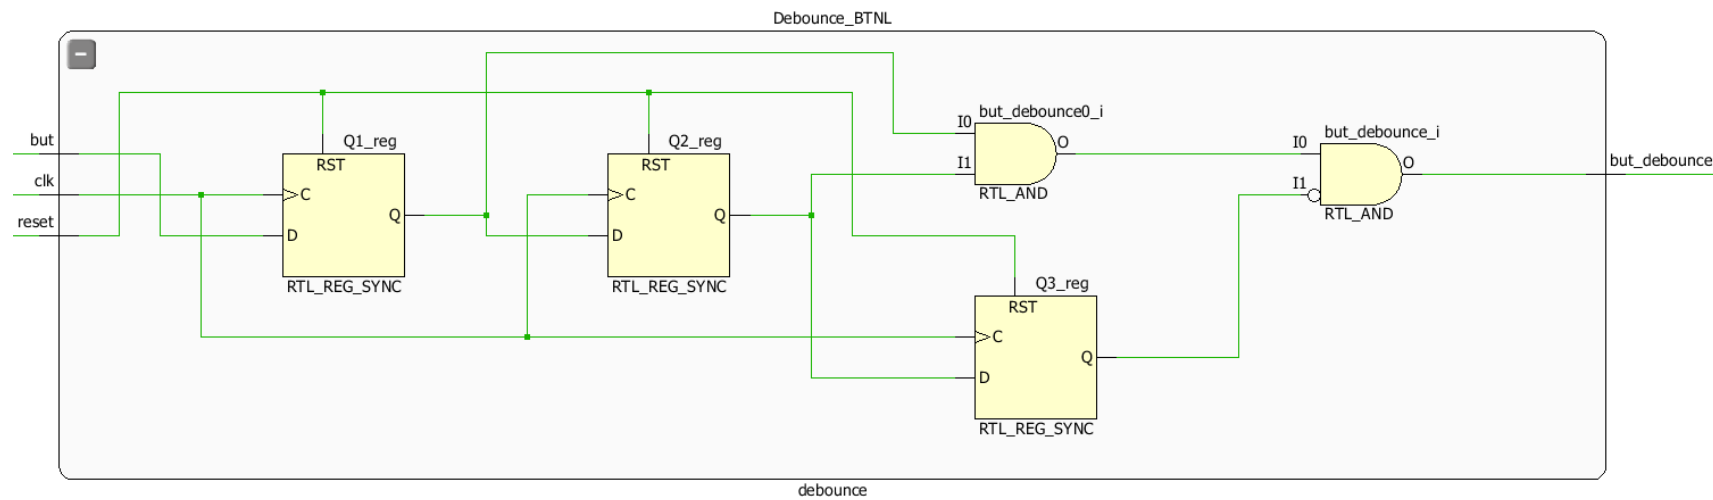 Debounce_BTNL
−
but
clk
reset
Q1_reg
RST
C
Q
D
RTL_REG_SYNC
Q2_reg
RST
C
Q
D
RTL_REG_SYNC
but_debounce0_i
I0
I1
O
RTL_AND
but_debounce_i
I0
I1
O
RTL_AND
but_debounce
Q3_reg
RST
C
Q
D
RTL_REG_SYNC
debounce